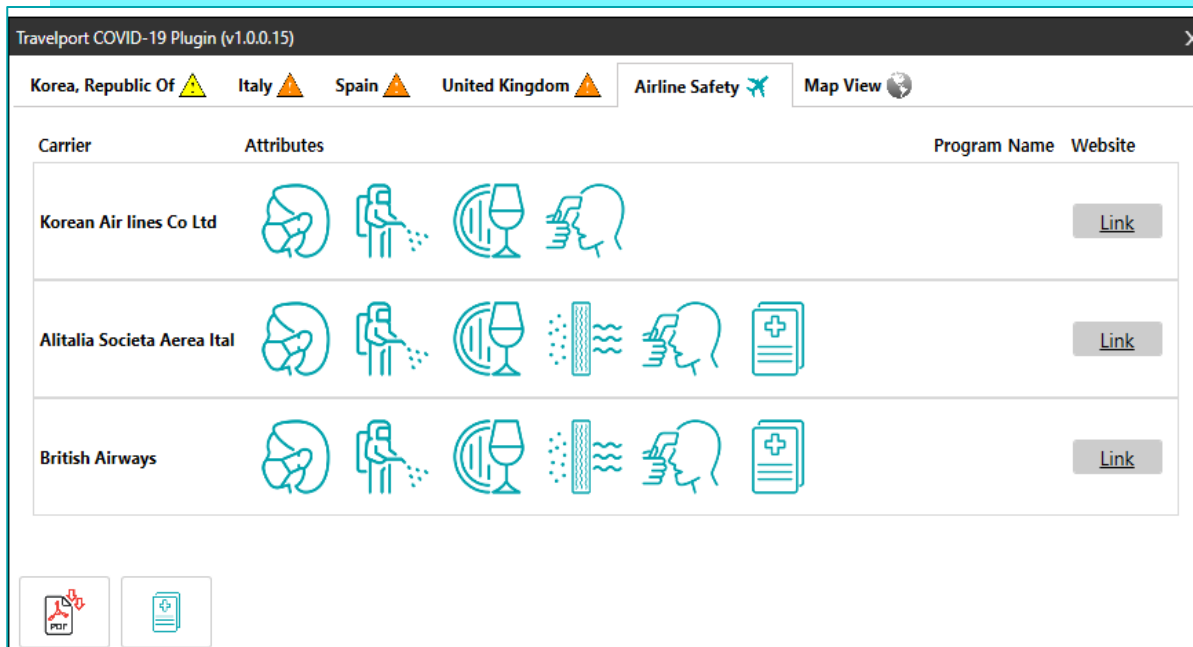 Travelport COVID-19 Plugin (v1.0.0.15)
Korea, Republic Of Italy Spain United Kingdom Airline Safety Map View
Carrier Attributes Program Name Website
Korean Air lines Co Ltd Link
Alitalia Societa Aerea Ital Link
British Airways Link
PDF